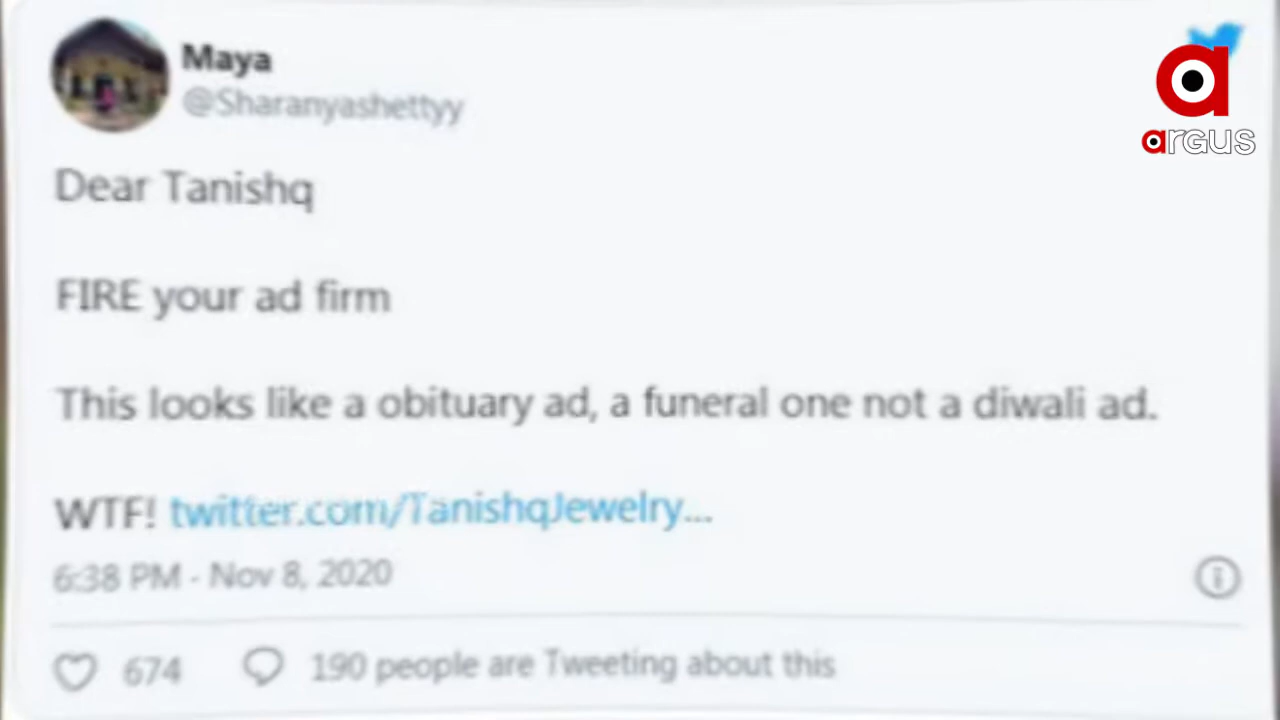 Maya
@Sharanyashettyy
argus
Dear Tanishq
FIRE your ad firm
This looks like a obituary ad, a funeral one not a diwali ad.
WTF! twitter.com/TanishqJewelry...
6:38 PM - Nov 8, 2020
674
190 people are Tweeting about this